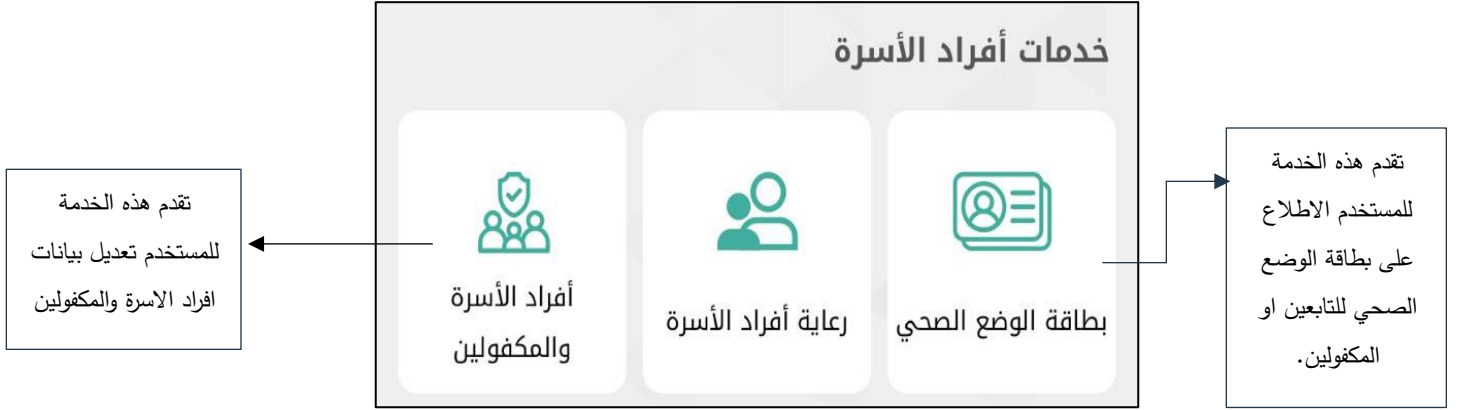 خدمات أفراد الأسرة
بطاقة الوضع الصحي
رعاية أفراد الأسرة
أفراد الأسرة
والمكفولين
تقدم هذه الخدمة
للمستخدم الاطلاع
على بطاقة الوضع
الصحي للتابعين او
المكفولين.
تقدم هذه الخدمة
للمستخدم تعديل بيانات
افراد الاسرة والمكفولين